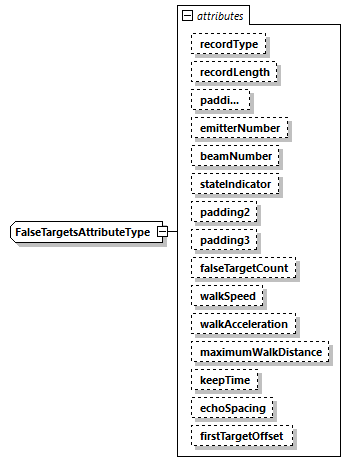 attributes
recordType
recordLength
paddi...
emitterNumber
beamNumber
stateIndicator
FalseTargetsAttributeType
padding2
padding3
falseTargetCount
walkSpeed
walkAcceleration
maximumWalkDistance
keepTime
echoSpacing
firstTargetOffset